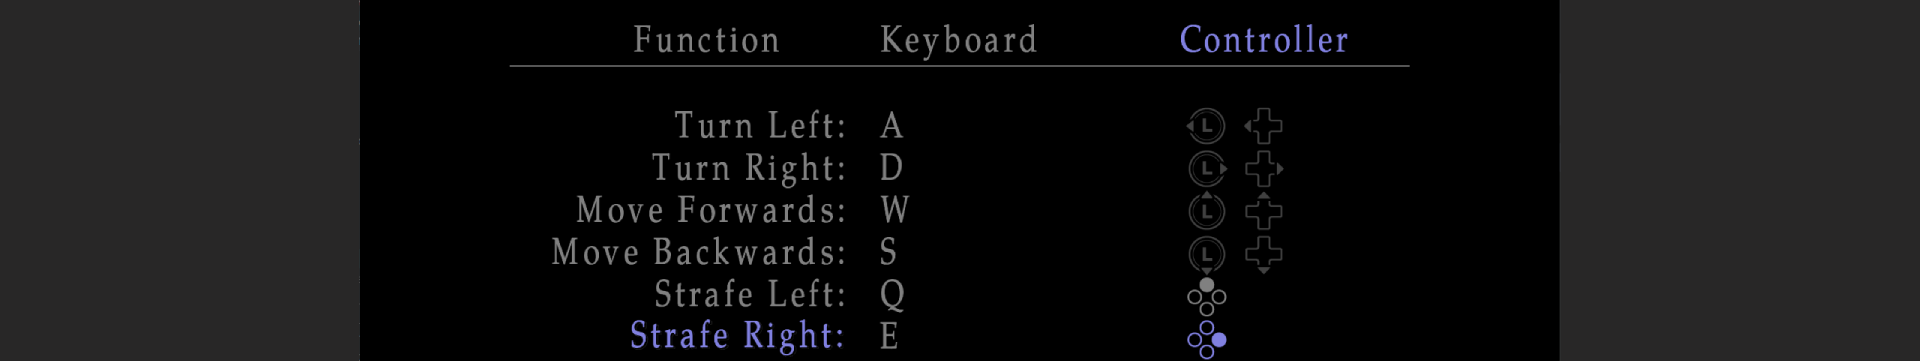 Function Keyboard Controller
Turn Left: A L
Turn Right: D L
Move Forwards: W L
Move Backwards: S L
Strafe Left: Q
Strafe Right: E